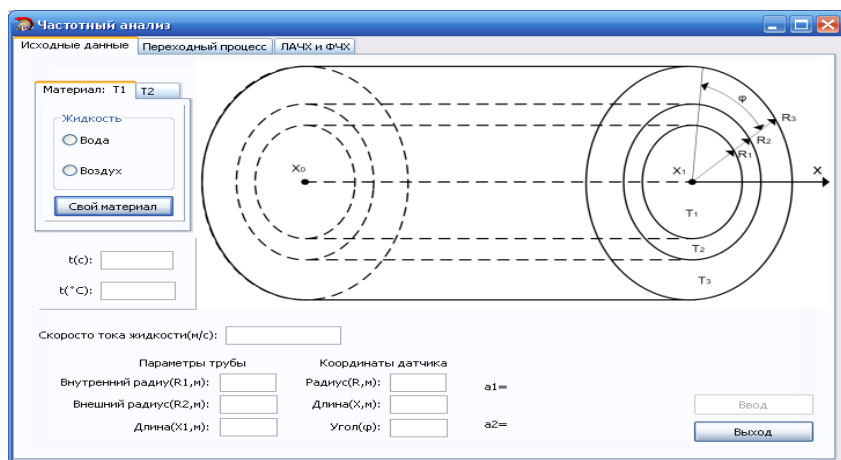 Частотный анализ
Исходные данные Переходный процесс ЛАЧХ и ФЧХ
Материал: T1 T2
Жидкость
Вода
Воздух
Свой материал
t(c):
t(°C):
X₀
X₁
φ
R₃
R₂
R₁
X
T₁
T₂
T₃
Скоросто тока жидкости(м/с):
Параметры трубы Координаты датчика
Внутренний радиу(R1,м): Радиус(R,м): a1=
Внешний радиус(R2,м): Длина(X,м): Ввод
Длина(X1,м): Угол(φ): a2= Выход